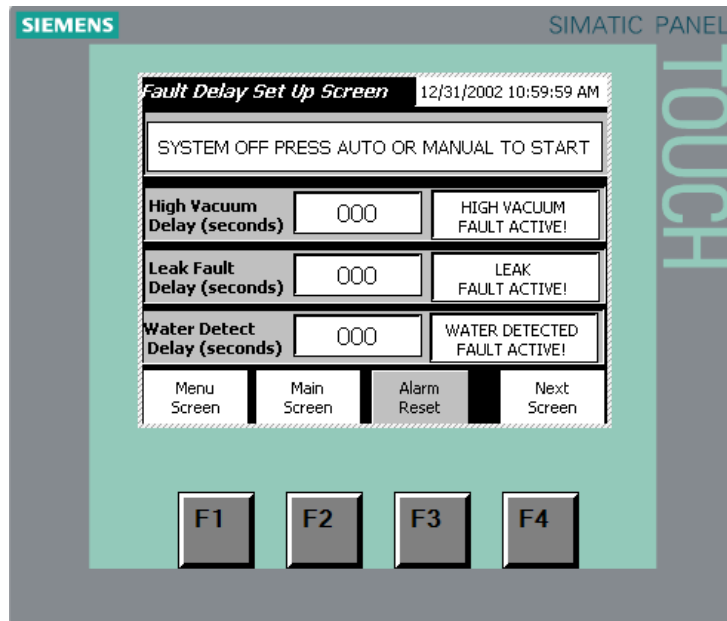 SIEMENS
SIMATIC PANEL
TOUCH
Fault Delay Set Up Screen
12/31/2002 10:59:59 AM
SYSTEM OFF PRESS AUTO OR MANUAL TO START
High Vacuum
Delay (seconds)
000
HIGH VACUUM
FAULT ACTIVE!
Leak Fault
Delay (seconds)
000
LEAK
FAULT ACTIVE!
Water Detect
Delay (seconds)
000
WATER DETECTED
FAULT ACTIVE!
Menu
Screen
Main
Screen
Alarm
Reset
Next
Screen
F1
F2
F3
F4